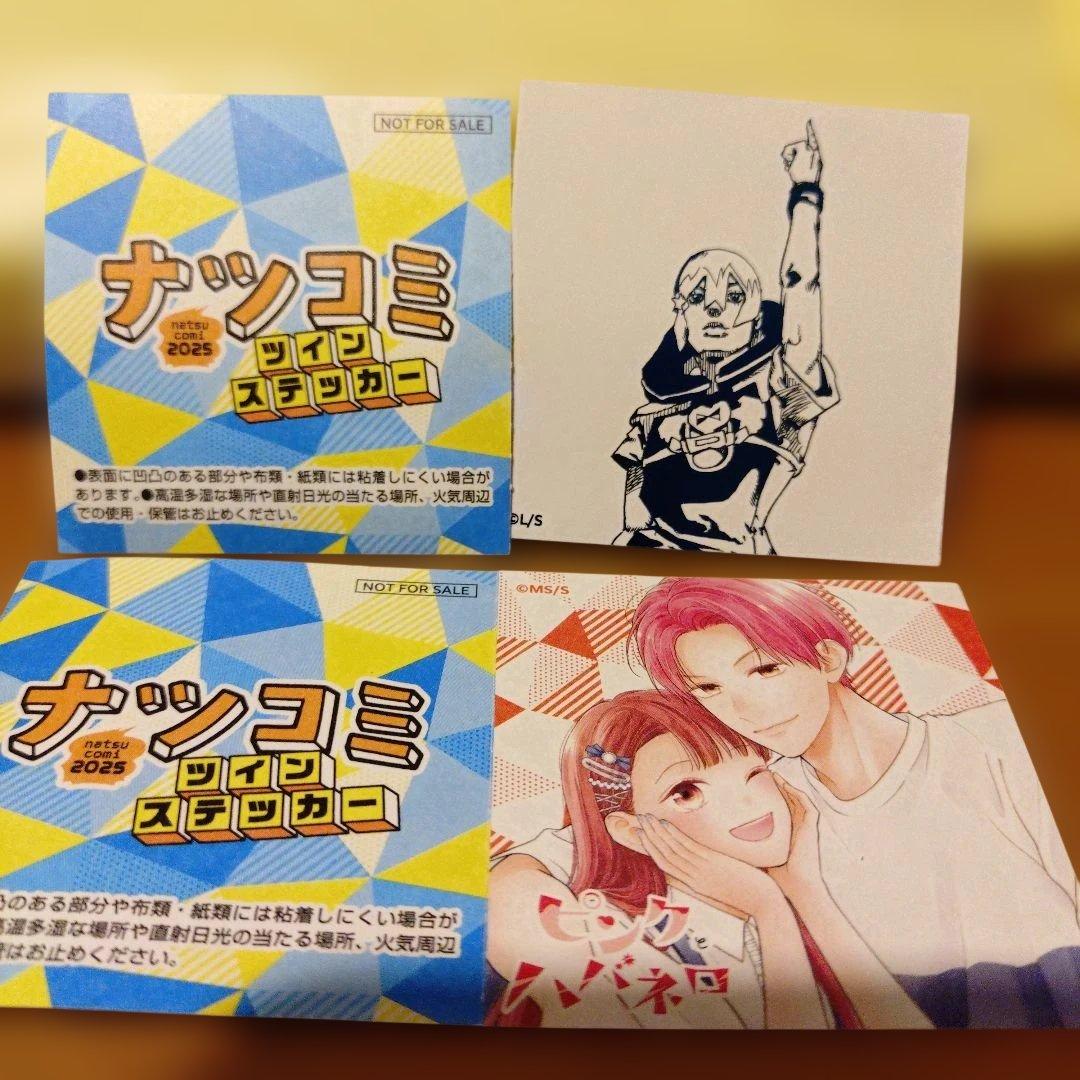 NOT FOR SALE
ナツコミ
natsu
comi
2025
ツイン
ステッカー
●表面に凹凸のある部分や布類・紙類には粘着しにくい場合が
あります。●高温多湿な場所や直射日光の当たる場所、火気周辺
での使用・保管はお止めください。
©L/S
NOT FOR SALE
ナツコミ
natsu
comi
2025
ツイン
ステッカー
凸のある部分や布類・紙類には粘着しにくい場合が
高温多湿な場所や直射日光の当たる場所、火気周辺
管はお止めください。
©MS/S
ピンクと
ハバネロ